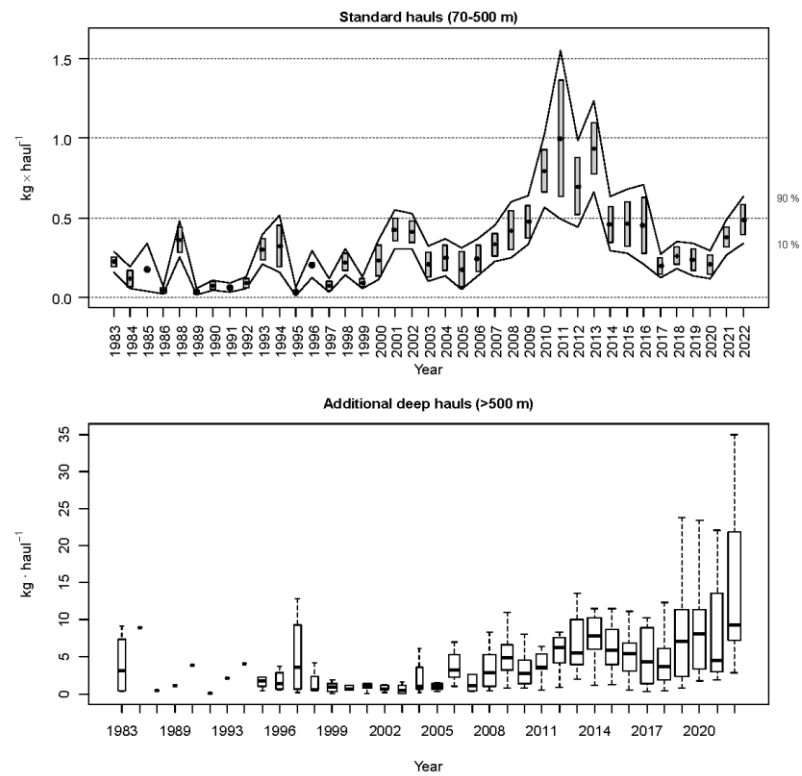 Standard hauls (70-500 m)
1.5
1.0
0.5
0.0
kg × haul⁻¹
90 %
10 %
1983 1984 1985 1986 1988 1989 1990 1991 1992 1993 1994 1995 1996 1997 1998 1999 2000 2001 2002 2003 2004 2005 2006 2007 2008 2009 2010 2011 2012 2013 2014 2015 2016 2017 2018 2019 2020 2021 2022
Year
Additional deep hauls (>500 m)
35
30
25
20
15
10
5
0
kg · haul⁻¹
1983 1989 1993 1996 1999 2002 2005 2008 2011 2014 2017 2020
Year